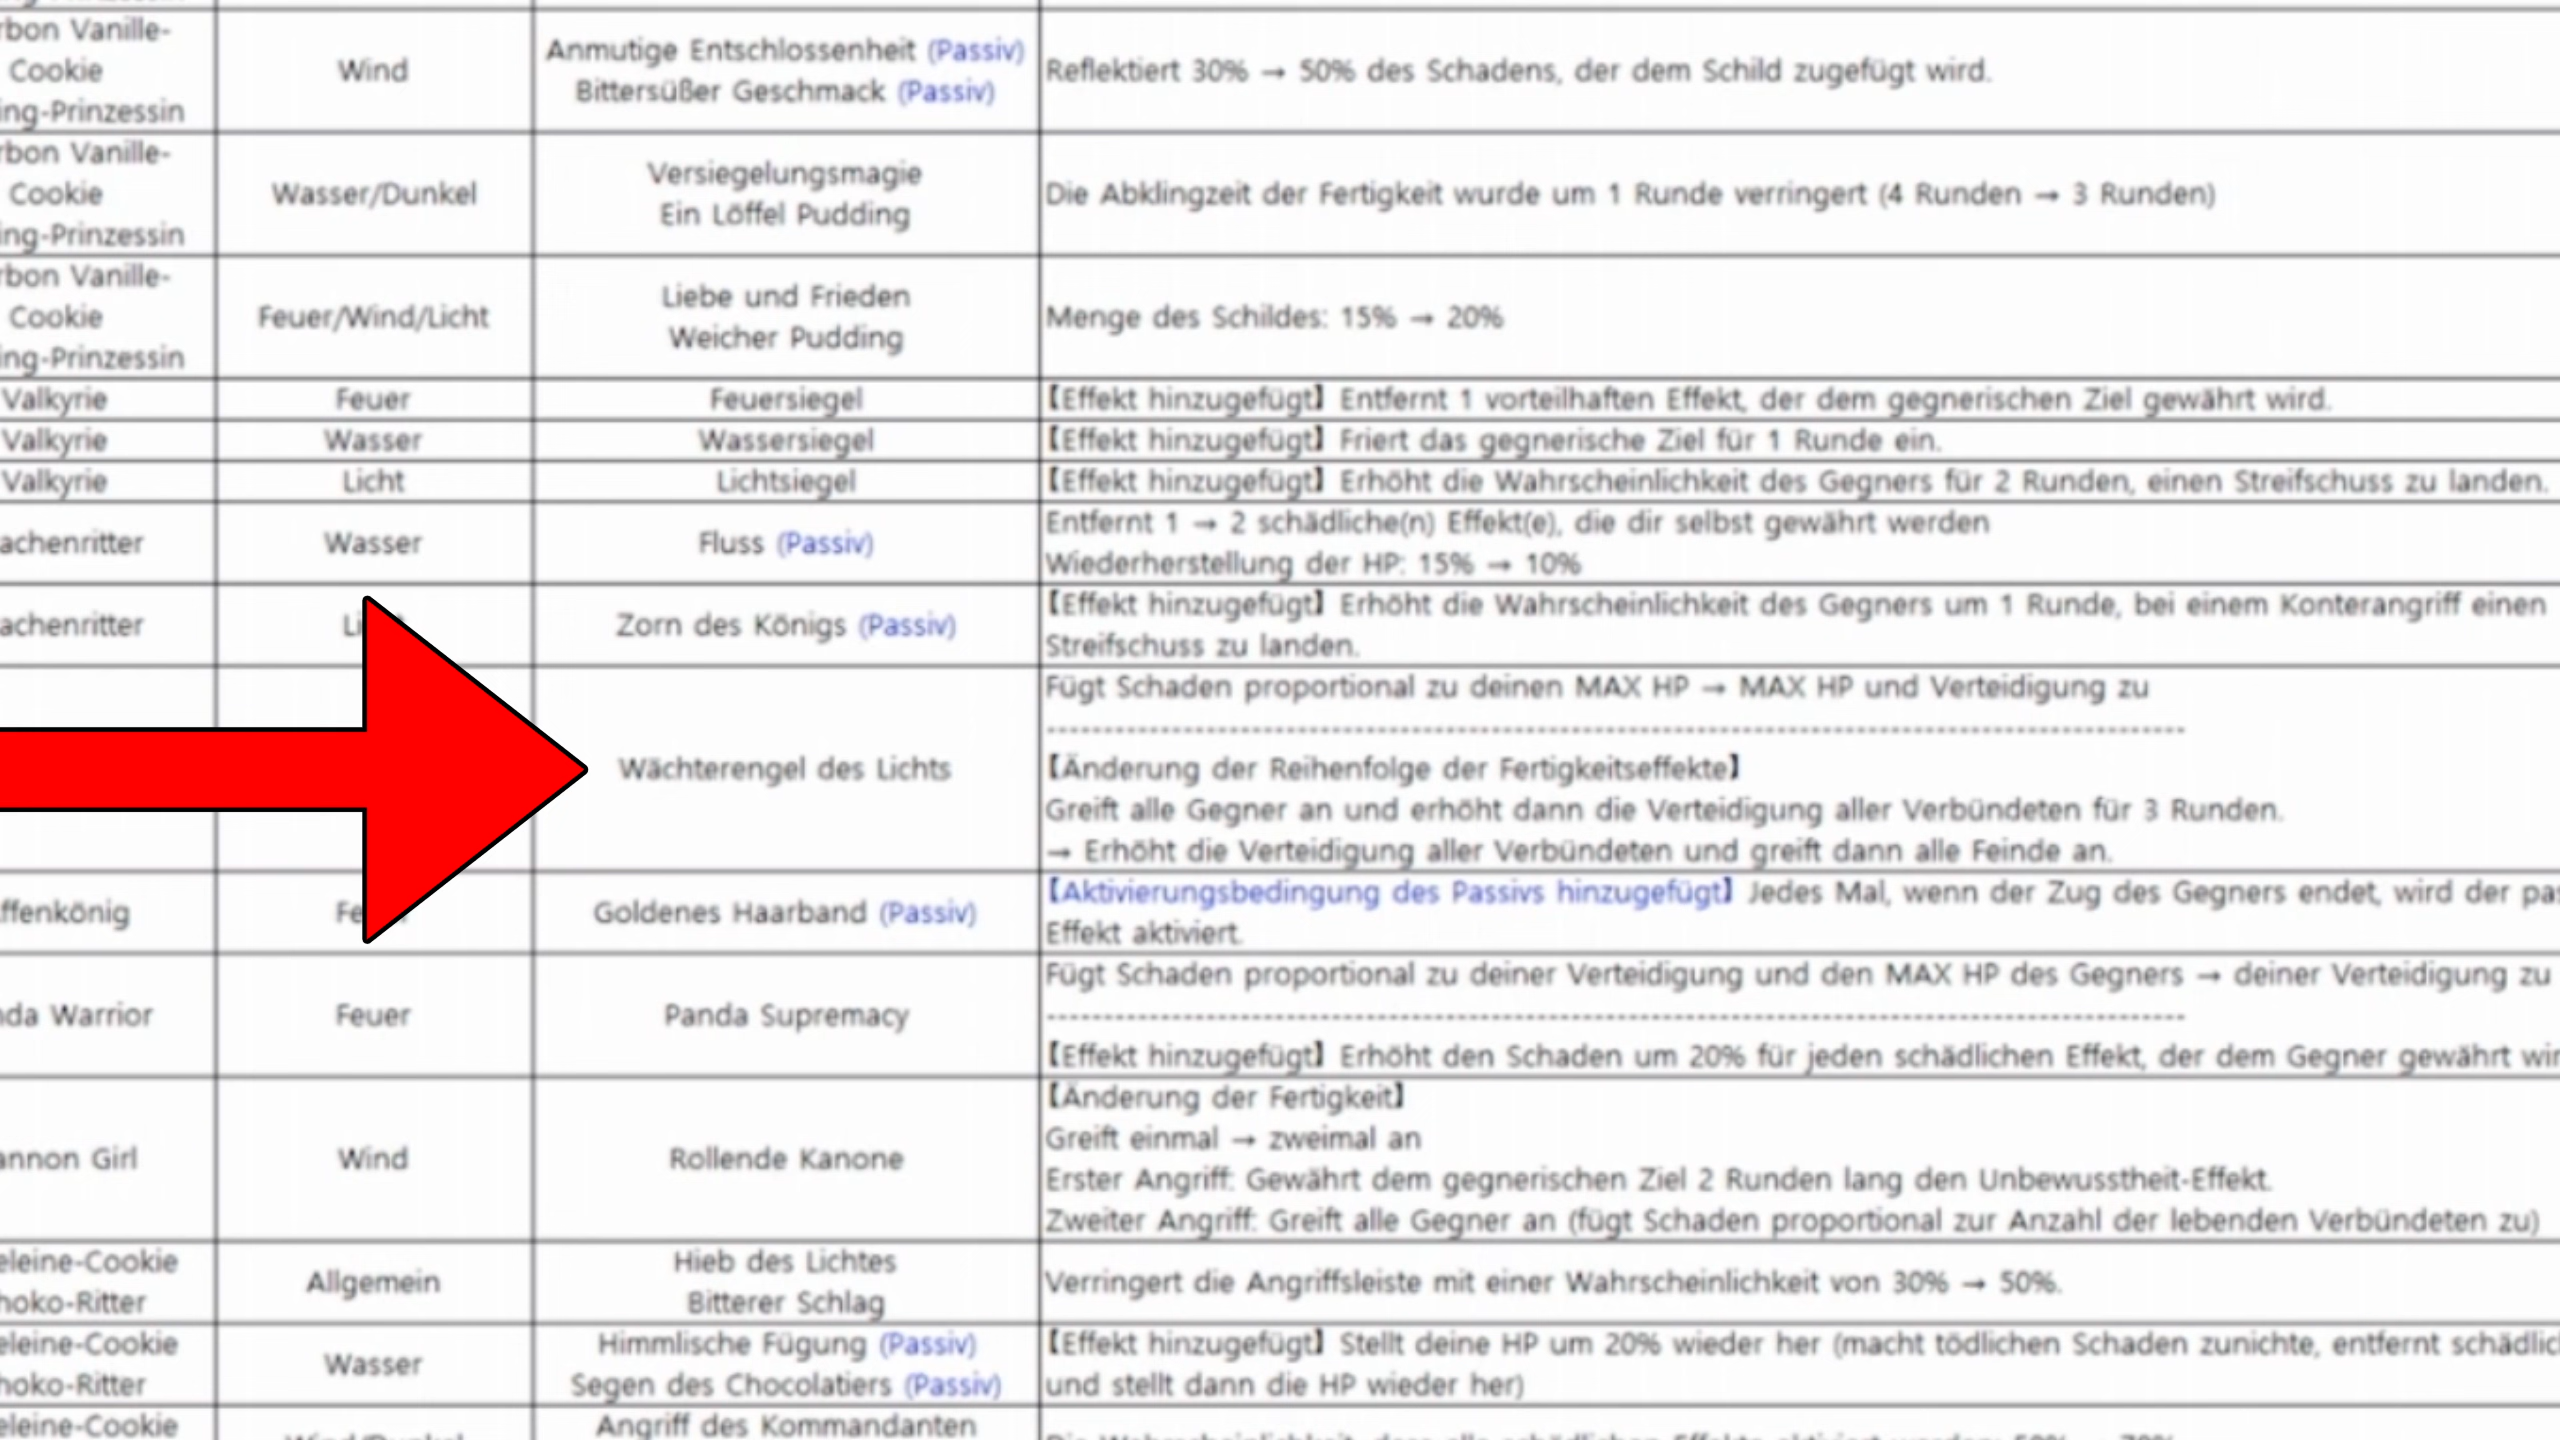 rbon Vanille-
Cookie
ing-Prinzessin
Wind
Anmutige Entschlossenheit (Passiv)
Bittersüßer Geschmack (Passiv)
Reflektiert 30% → 50% des Schadens, der dem Schild zugefügt wird.
rbon Vanille-
Cookie
ing-Prinzessin
Wasser/Dunkel
Versiegelungsmagie
Ein Löffel Pudding
Die Abklingzeit der Fertigkeit wurde um 1 Runde verringert (4 Runden → 3 Runden)
rbon Vanille-
Cookie
ing-Prinzessin
Feuer/Wind/Licht
Liebe und Frieden
Weicher Pudding
Menge des Schildes: 15% → 20%
Valkyrie
Feuer
Feuersiegel
【Effekt hinzugefügt】 Entfernt 1 vorteilhaften Effekt, der dem gegnerischen Ziel gewährt wird.
Valkyrie
Wasser
Wassersiegel
【Effekt hinzugefügt】 Friert das gegnerische Ziel für 1 Runde ein.
Valkyrie
Licht
Lichtsiegel
【Effekt hinzugefügt】 Erhöht die Wahrscheinlichkeit des Gegners für 2 Runden, einen Streifschuss zu landen.
achenritter
Wasser
Fluss (Passiv)
Entfernt 1 → 2 schädliche(n) Effekt(e), die dir selbst gewährt werden
Wiederherstellung der HP: 15% → 10%
achenritter
Li
Zorn des Königs (Passiv)
【Effekt hinzugefügt】 Erhöht die Wahrscheinlichkeit des Gegners um 1 Runde, bei einem Konterangriff einen
Streifschuss zu landen.
Wächterengel des Lichts
Fügt Schaden proportional zu deinen MAX HP → MAX HP und Verteidigung zu
【Änderung der Reihenfolge der Fertigkeitseffekte】
Greift alle Gegner an und erhöht dann die Verteidigung aller Verbündeten für 3 Runden.
→ Erhöht die Verteidigung aller Verbündeten und greift dann alle Feinde an.
ffenkönig
Fe
Goldenes Haarband (Passiv)
【Aktivierungsbedingung des Passivs hinzugefügt】 Jedes Mal, wenn der Zug des Gegners endet, wird der pas
Effekt aktiviert.
nda Warrior
Feuer
Panda Supremacy
Fügt Schaden proportional zu deiner Verteidigung und den MAX HP des Gegners → deiner Verteidigung zu
【Effekt hinzugefügt】 Erhöht den Schaden um 20% für jeden schädlichen Effekt, der dem Gegner gewährt wir
annon Girl
Wind
Rollende Kanone
【Änderung der Fertigkeit】
Greift einmal → zweimal an
Erster Angriff: Gewährt dem gegnerischen Ziel 2 Runden lang den Unbewusstheit-Effekt.
Zweiter Angriff: Greift alle Gegner an (fügt Schaden proportional zur Anzahl der lebenden Verbündeten zu)
eleine-Cookie
hoko-Ritter
Allgemein
Hieb des Lichtes
Bitterer Schlag
Verringert die Angriffsleiste mit einer Wahrscheinlichkeit von 30% → 50%.
eleine-Cookie
hoko-Ritter
Wasser
Himmlische Fügung (Passiv)
Segen des Chocolatiers (Passiv)
【Effekt hinzugefügt】 Stellt deine HP um 20% wieder her (macht tödlichen Schaden zunichte, entfernt schädlic
und stellt dann die HP wieder her)
eleine-Cookie
Angriff des Kommandanten